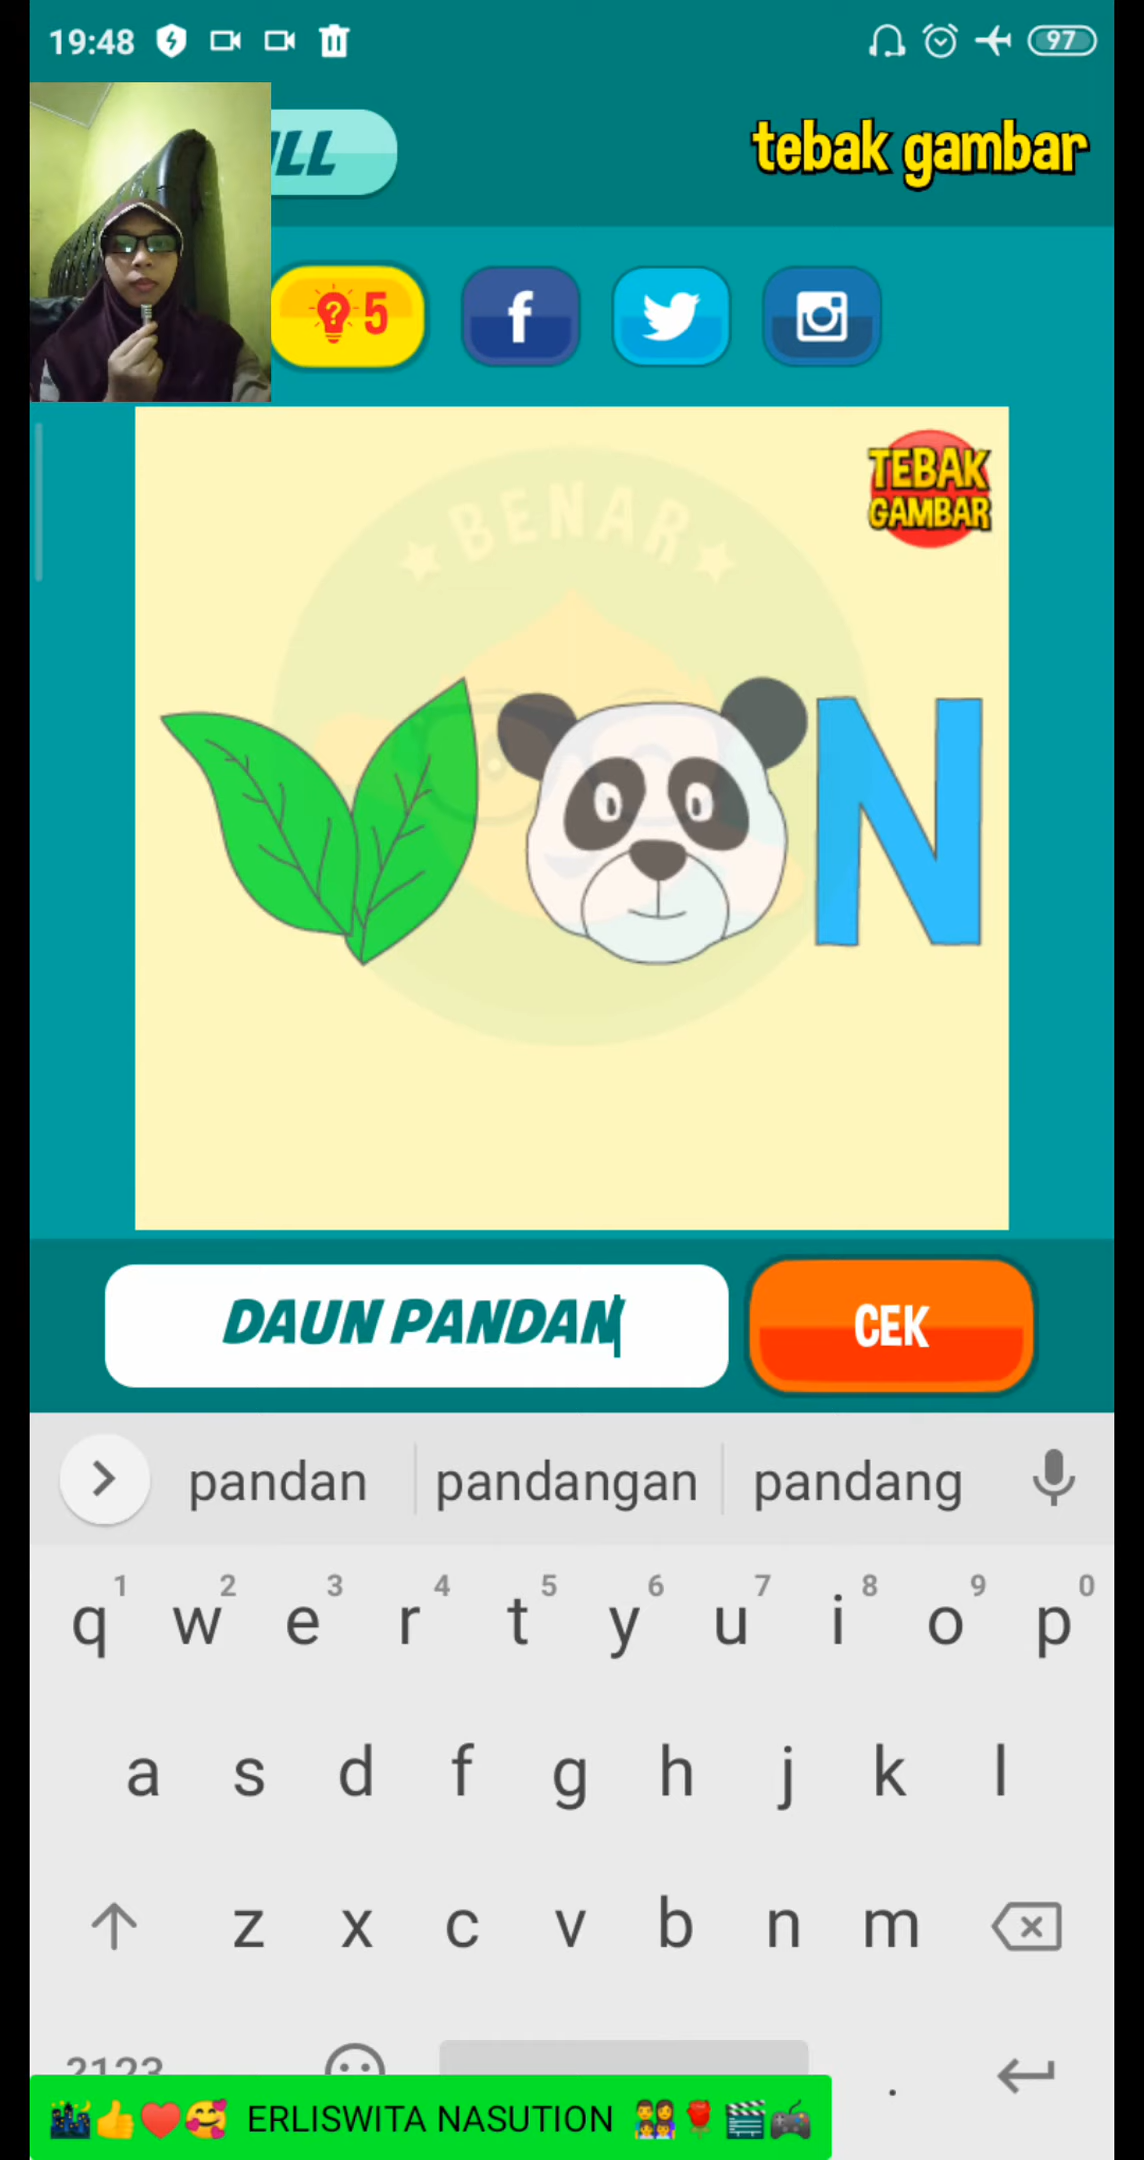 19:48
97
ILL
tebak gambar
5
f
TEBAK
GAMBAR
BENAR
N
DAUN PANDAN
CEK
pandan pandangan pandang
1 2 3 4 5 6 7 8 9 0
q w e r t y u i o p
a s d f g h j k l
z x c v b n m
.
ERLISWITA NASUTION